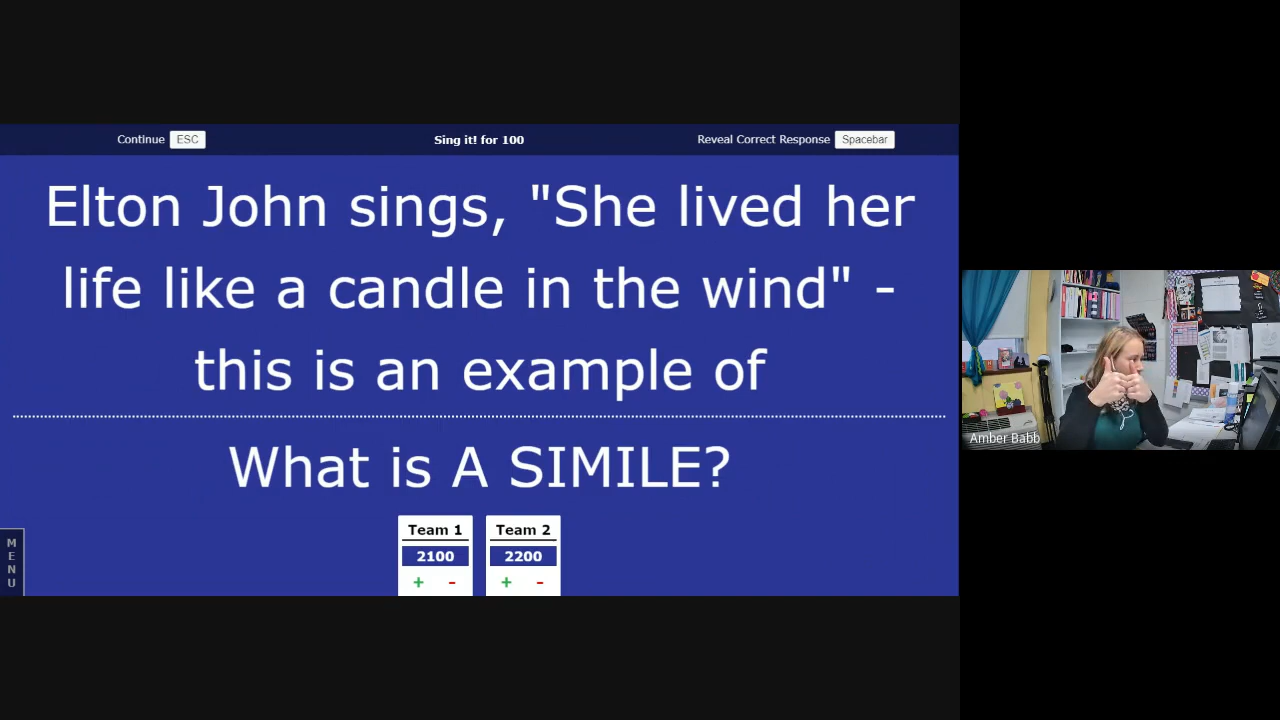 Continue ESC Sing it! for 100 Reveal Correct Response Spacebar
Elton John sings, "She lived her
life like a candle in the wind" -
this is an example of
What is A SIMILE?
Team 1 Team 2
2100 2200
+ - + -
MENU
Amber Babb